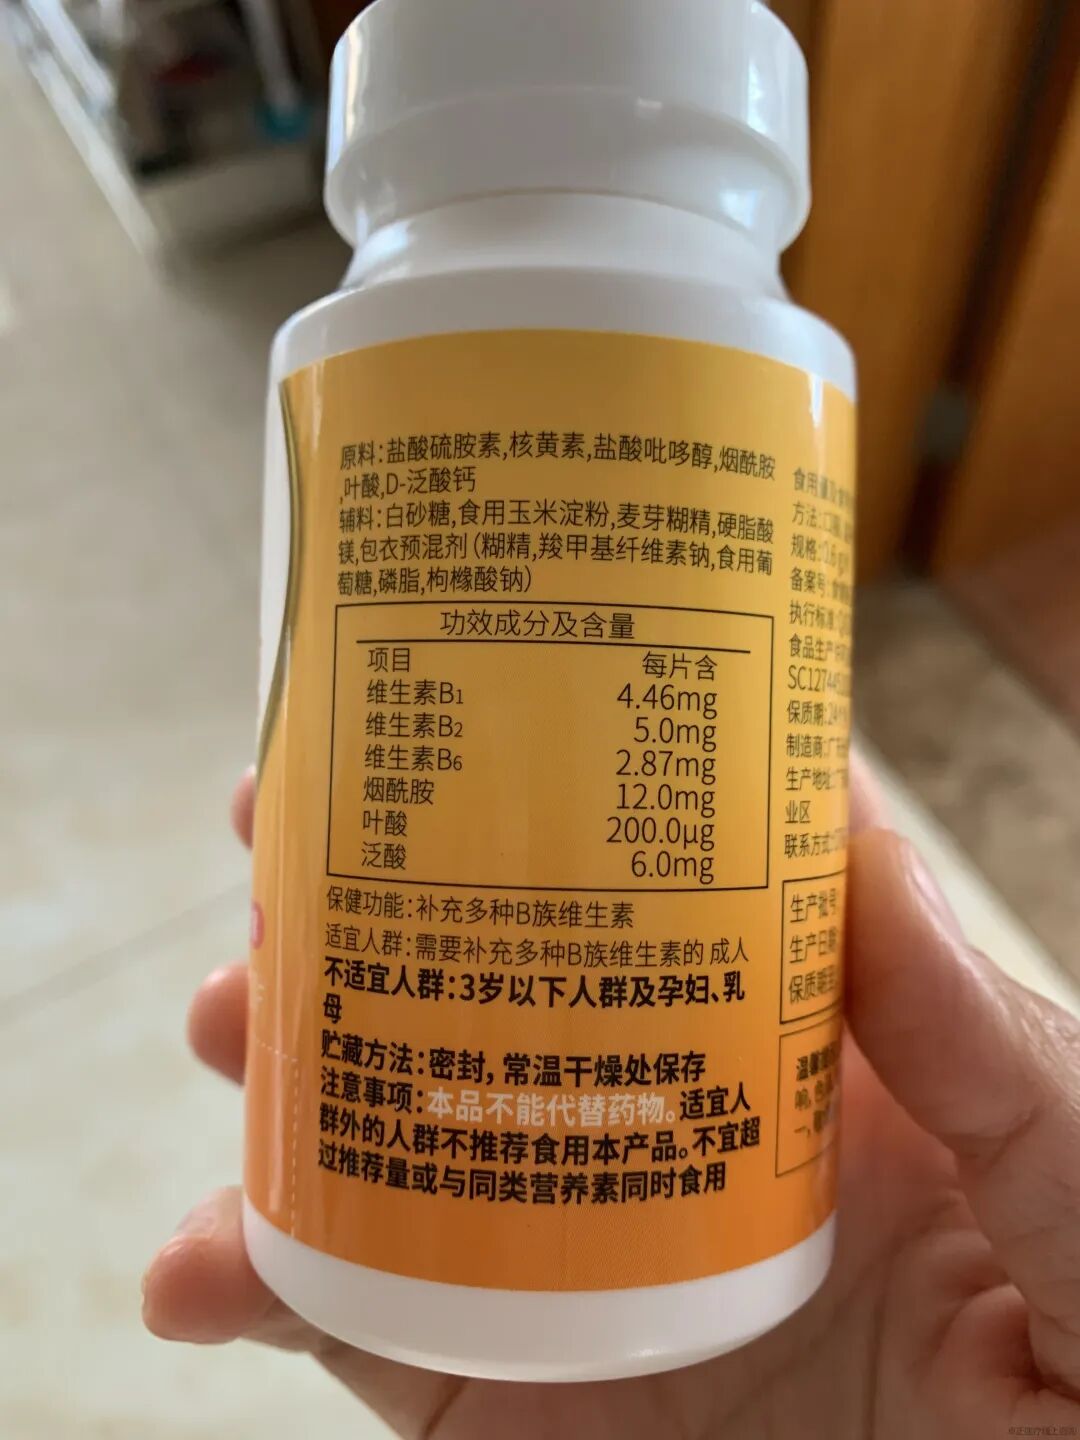 原料:盐酸硫胺素,核黄素,盐酸吡哆醇,烟酰胺
,叶酸,D-泛酸钙
辅料:白砂糖,食用玉米淀粉,麦芽糊精,硬脂酸
镁,包衣预混剂(糊精,羧甲基纤维素钠,食用葡
萄糖,磷脂,枸橼酸钠)
功效成分及含量
项目 每片含
维生素B1 4.46mg
维生素B2 5.0mg
维生素B6 2.87mg
烟酰胺 12.0mg
叶酸 200.0μg
泛酸 6.0mg
保健功能:补充多种B族维生素
适宜人群:需要补充多种B族维生素的 成人
不适宜人群:3岁以下人群及孕妇、乳
母
贮藏方法:密封,常温干燥处保存
注意事项:本品不能代替药物。适宜人
群外的人群不推荐食用本产品。不宜超
过推荐量或与同类营养素同时食用
食用
方法:
规格:0.6g
备案号:
执行标准:
食品生产
SC12744
保质期:24
制造商:广
生产地址:广
业区
联系方式:
生产批号
生产日期
保质期至
温馨
响,